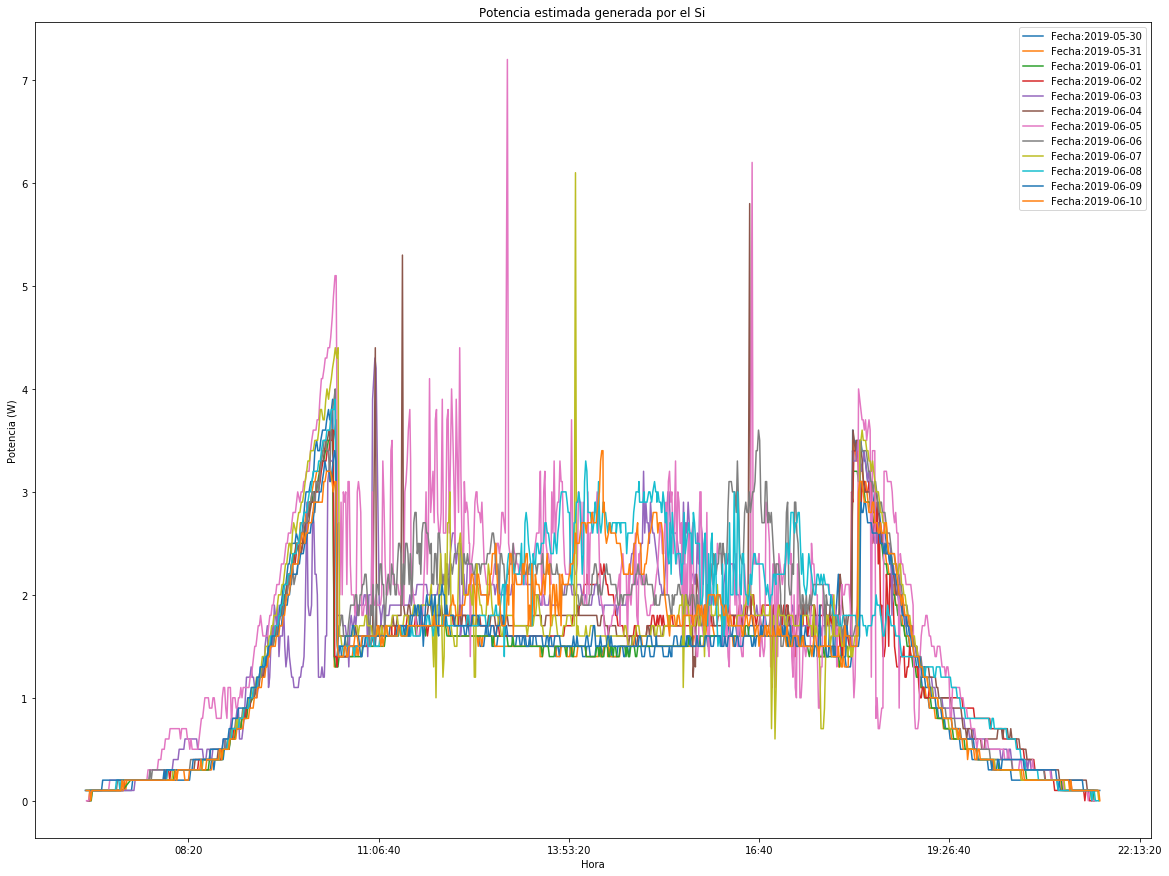 Potencia estimada generada por el Si
Fecha:2019-05-30
Fecha:2019-05-31
Fecha:2019-06-01
Fecha:2019-06-02
Fecha:2019-06-03
Fecha:2019-06-04
Fecha:2019-06-05
Fecha:2019-06-06
Fecha:2019-06-07
Fecha:2019-06-08
Fecha:2019-06-09
Fecha:2019-06-10
7
6
5
4
3
2
1
0
Potencia (W)
08:20 11:06:40 13:53:20 16:40 19:26:40 22:13:20
Hora